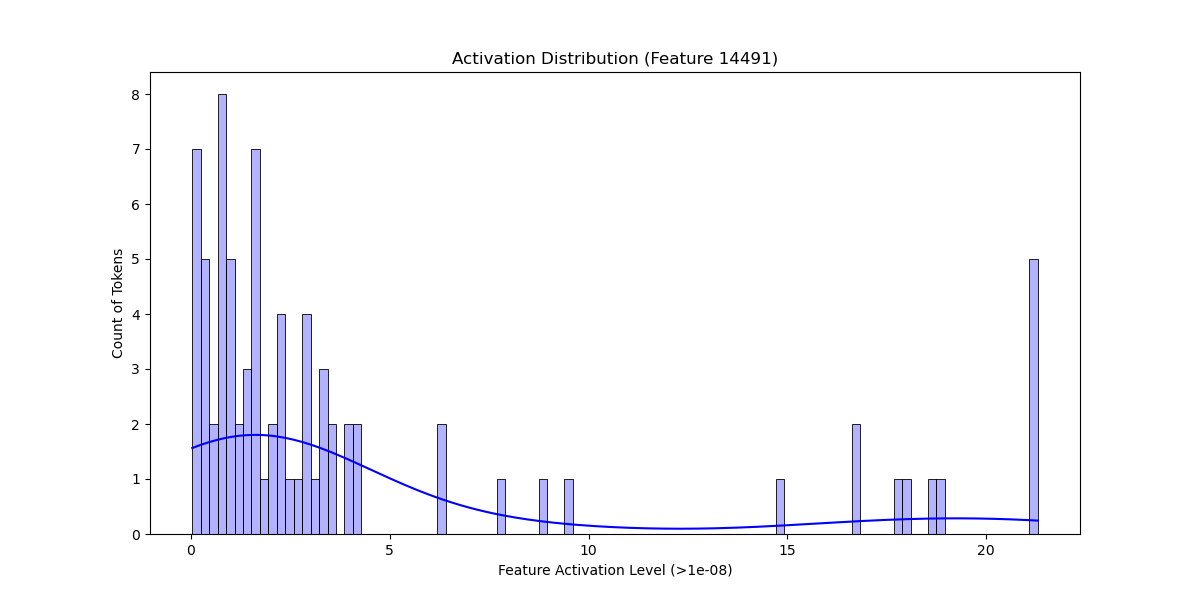 Activation Distribution (Feature 14491)
Count of Tokens
8
7
6
5
4
3
2
1
0
0 5 10 15 20
Feature Activation Level (>1e-08)